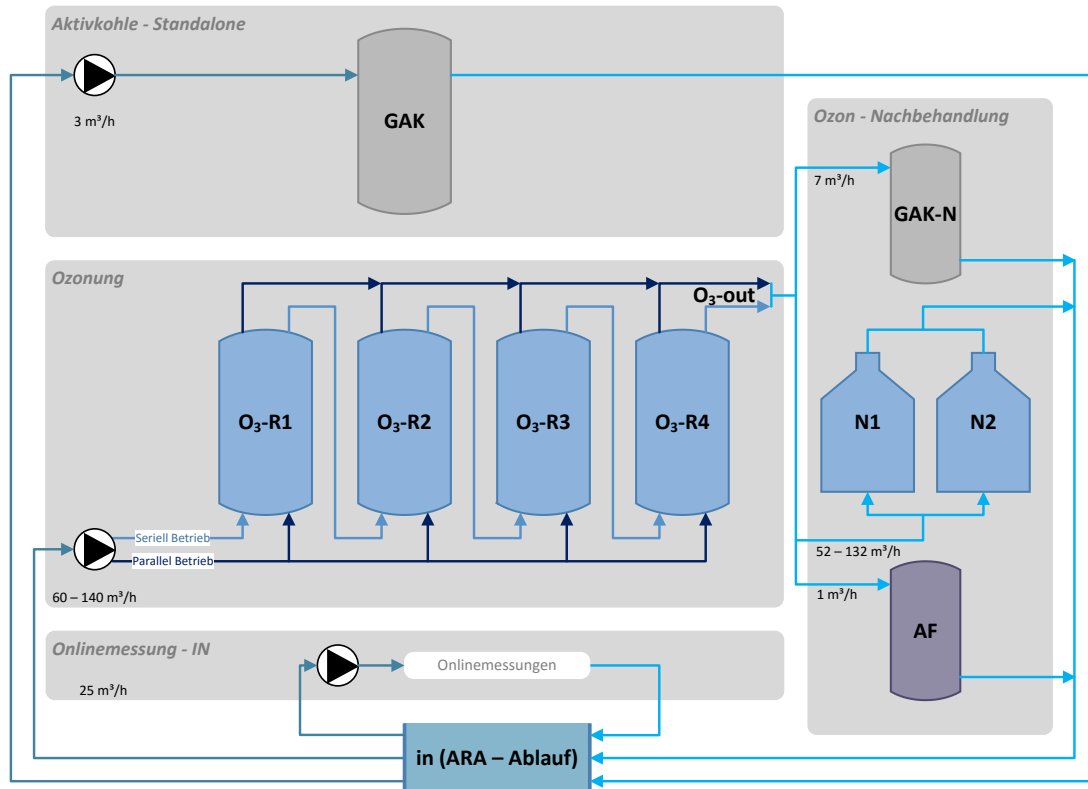 Aktivkohle - Standalone
3 m³/h
GAK
Ozon - Nachbehandlung
7 m³/h
GAK-N
Ozonung
O₃-out
O₃-R1
O₃-R2
O₃-R3
O₃-R4
N1
N2
Seriell Betrieb
Parallel Betrieb
60 – 140 m³/h
52 – 132 m³/h
1 m³/h
AF
Onlinemessung - IN
Onlinemessungen
25 m³/h
in (ARA – Ablauf)